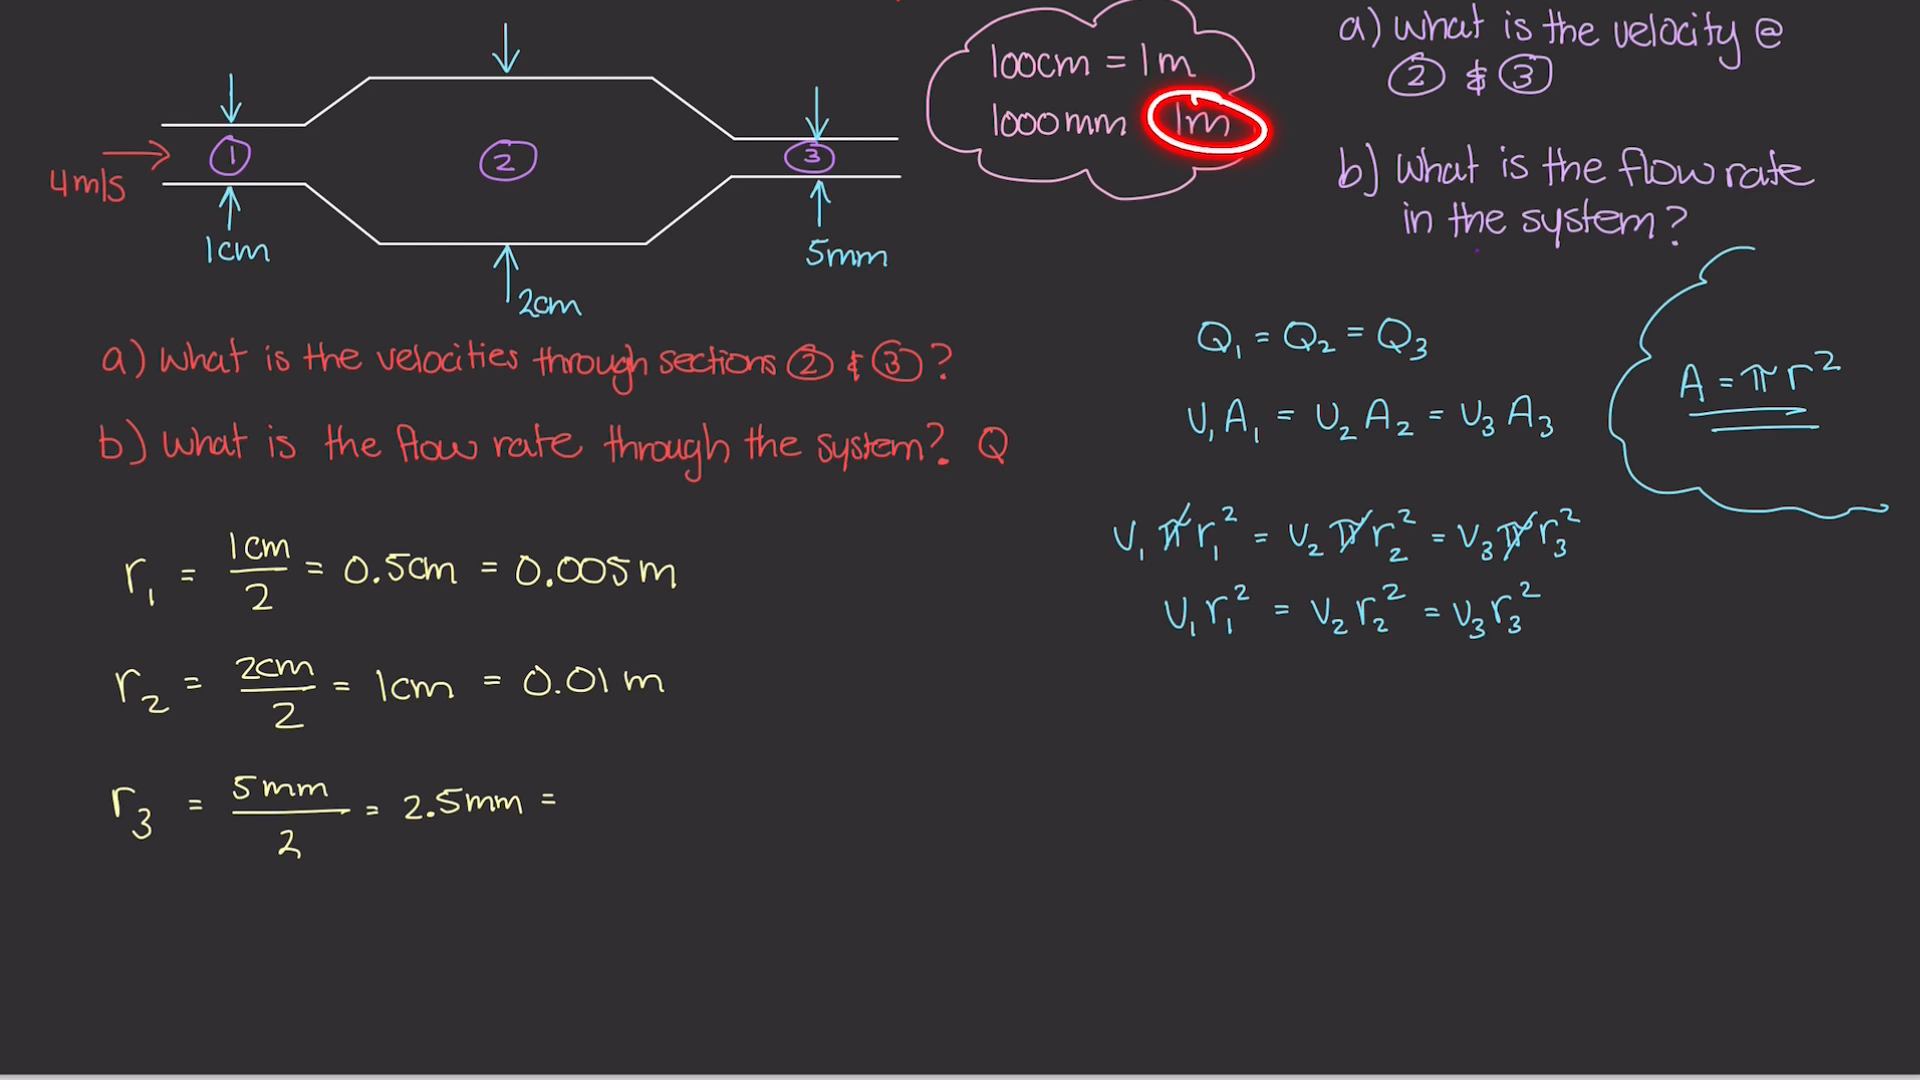 100cm = 1m
1000mm 1m
a) what is the velocity @
② & ③
b) what is the flow rate
in the system?
4m/s
①
②
③
1cm
2cm
5mm
a) what is the velocities through sections ② & ③?
b) what is the flow rate through the system? Q
Q₁ = Q₂ = Q₃
v₁A₁ = v₂A₂ = v₃A₃
A = πr²
v₁πr₁² = v₂πr₂² = v₃πr₃²
v₁r₁² = v₂r₂² = v₃r₃²
r₁ = 1cm/2 = 0.5cm = 0.005m
r₂ = 2cm/2 = 1cm = 0.01m
r₃ = 5mm/2 = 2.5mm =